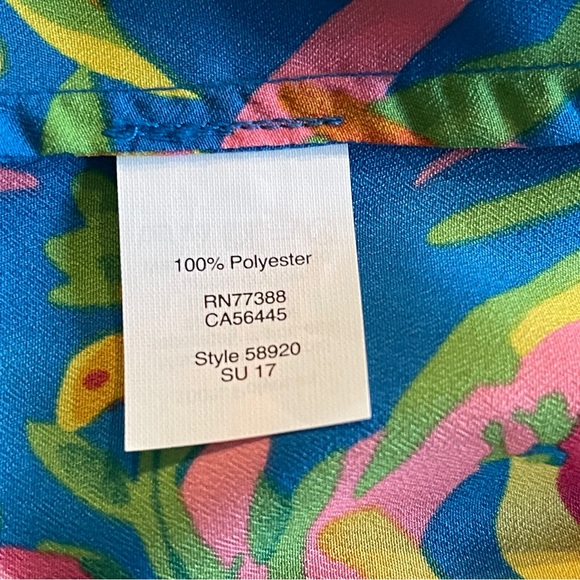 100% Polyester
RN77388
CA56445
Style 58920
SU 17